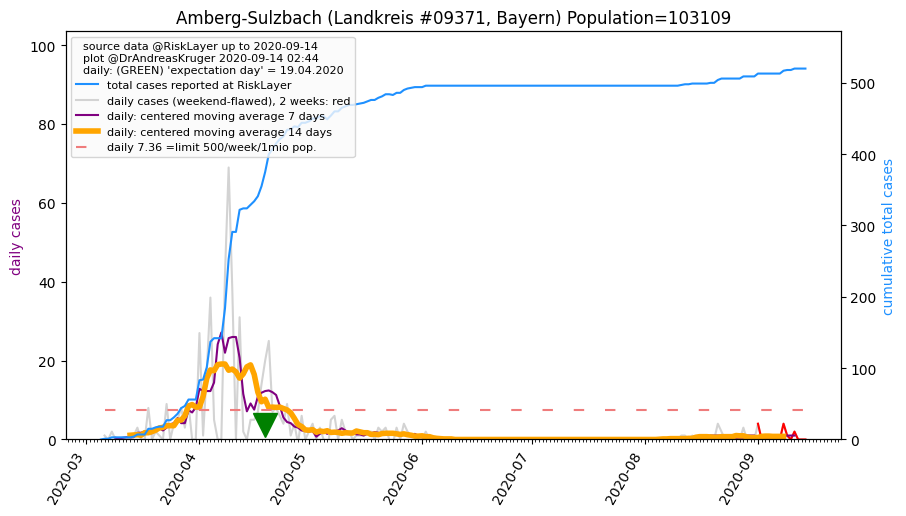 Amberg-Sulzbach (Landkreis #09371, Bayern) Population=103109
source data @RiskLayer up to 2020-09-14
plot @DrAndreasKruger 2020-09-14 02:44
daily: (GREEN) 'expectation day' = 19.04.2020
total cases reported at RiskLayer
daily cases (weekend-flawed), 2 weeks: red
daily: centered moving average 7 days
daily: centered moving average 14 days
daily 7.36 =limit 500/week/1mio pop.
daily cases
100
80
60
40
20
0
cumulative total cases
500
400
300
200
100
0
2020-03
2020-04
2020-05
2020-06
2020-07
2020-08
2020-09